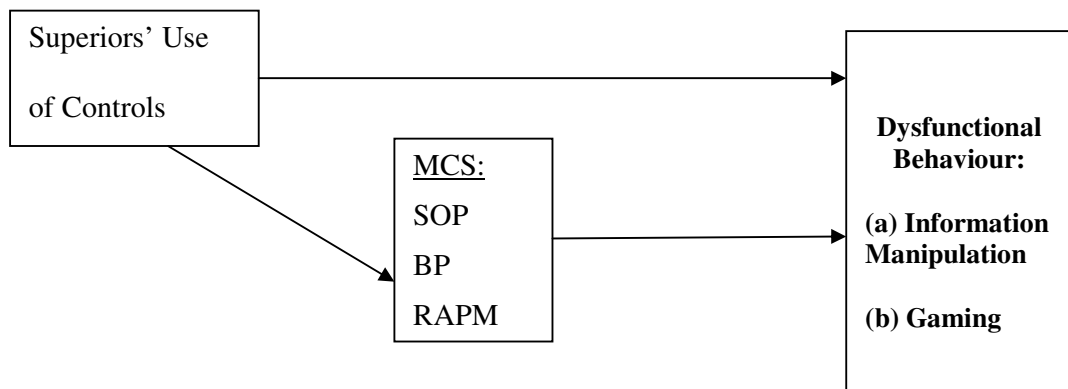 Superiors’ Use
of Controls
MCS:
SOP
BP
RAPM
Dysfunctional
Behaviour:
(a) Information
Manipulation
(b) Gaming